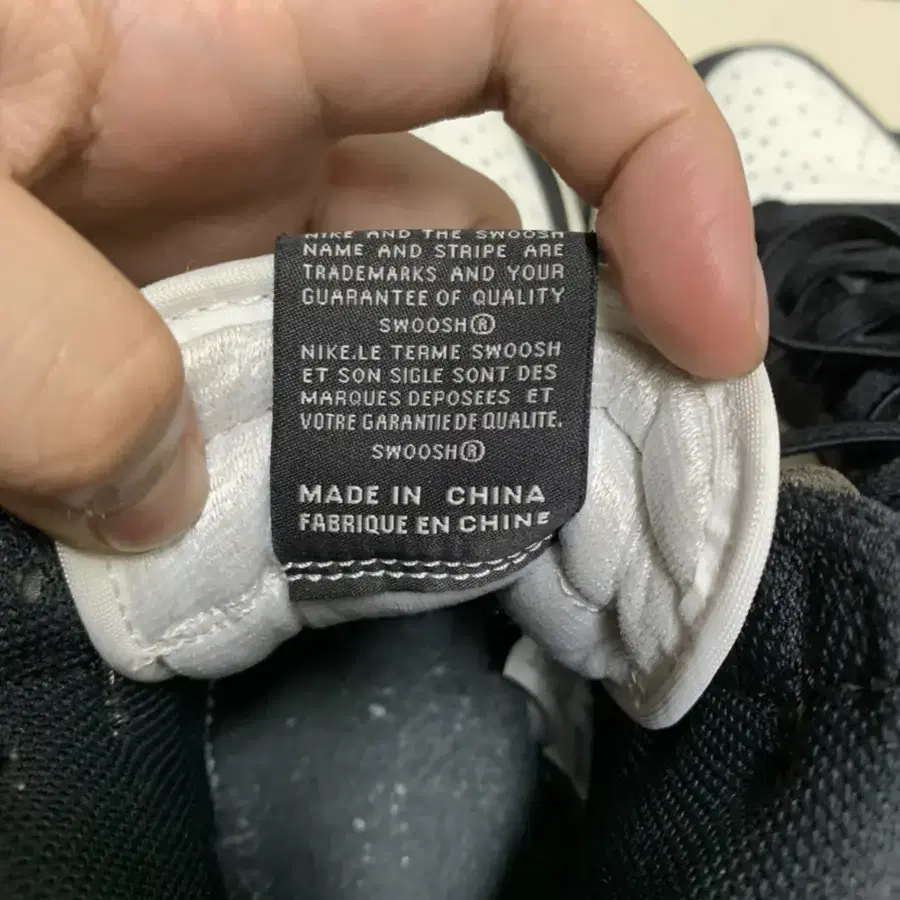 NIKE AND THE SWOOSH
NAME AND STRIPE ARE
TRADEMARKS AND YOUR
GUARANTEE OF QUALITY
SWOOSH®
NIKE.LE TERME SWOOSH
ET SON SIGLE SONT DES
MARQUES DEPOSEES ET
VOTRE GARANTIE DE QUALITE.
SWOOSH®
MADE IN CHINA
FABRIQUE EN CHINE